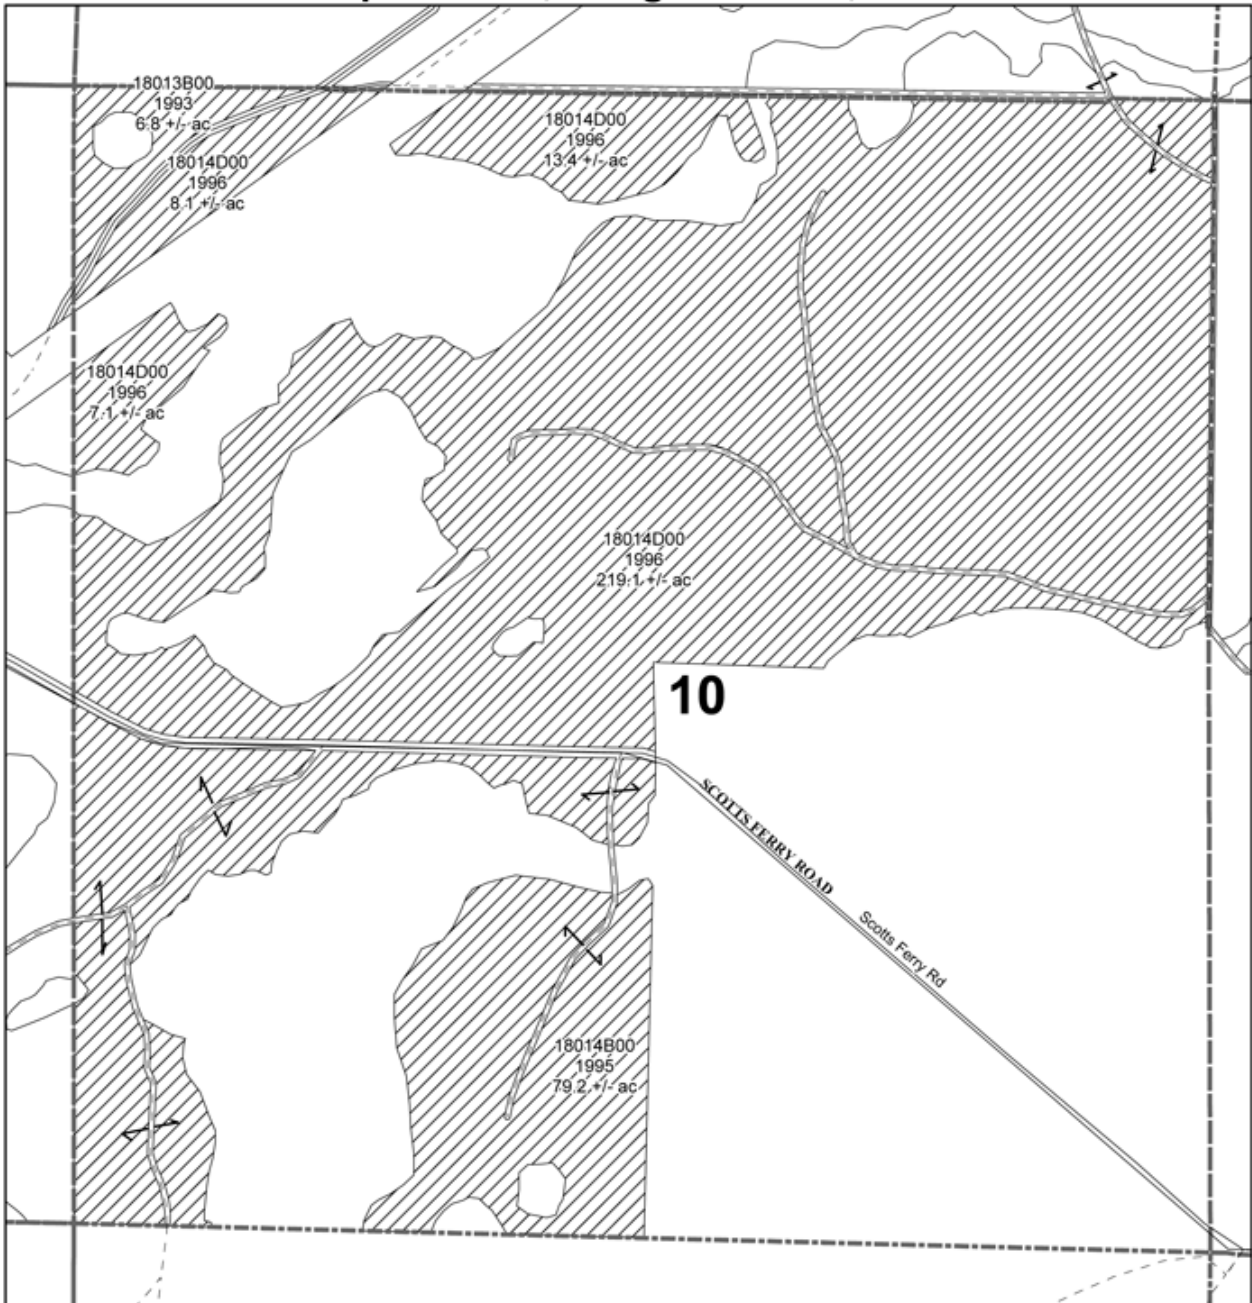 18013B00
1993
6.8 +/- ac
18014D00
1996
8.1 +/- ac
18014D00
1996
13.4 +/- ac
18014D00
1996
7.1 +/- ac
18014D00
1996
219.1 +/- ac
10
SCOTTS FERRY ROAD
Scotts Ferry Rd
18014B00
1995
79.2 +/- ac